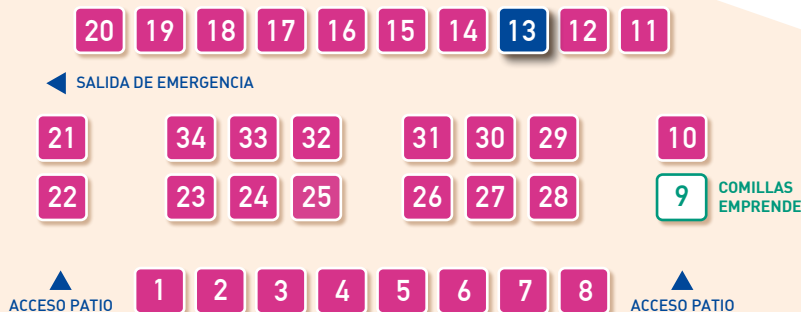 20 19 18 17 16 15 14 13 12 11
SALIDA DE EMERGENCIA
21 34 33 32 31 30 29 10
22 23 24 25 26 27 28 9
COMILLAS
EMPRENDE
1 2 3 4 5 6 7 8
ACCESO PATIO
ACCESO PATIO